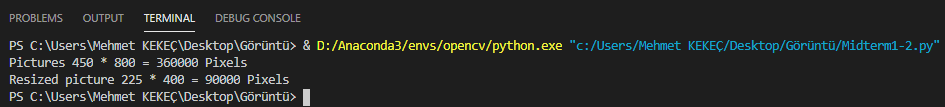 PROBLEMS OUTPUT TERMINAL DEBUG CONSOLE
PS C:\Users\Mehmet KEKEÇ\Desktop\Görüntü> & D:/Anaconda3/envs/opencv/python.exe "c:/Users/Mehmet KEKEÇ/Desktop/Görüntü/Midterm1-2.py"
Pictures 450 * 800 = 360000 Pixels
Resized picture 225 * 400 = 90000 Pixels
PS C:\Users\Mehmet KEKEÇ\Desktop\Görüntü>